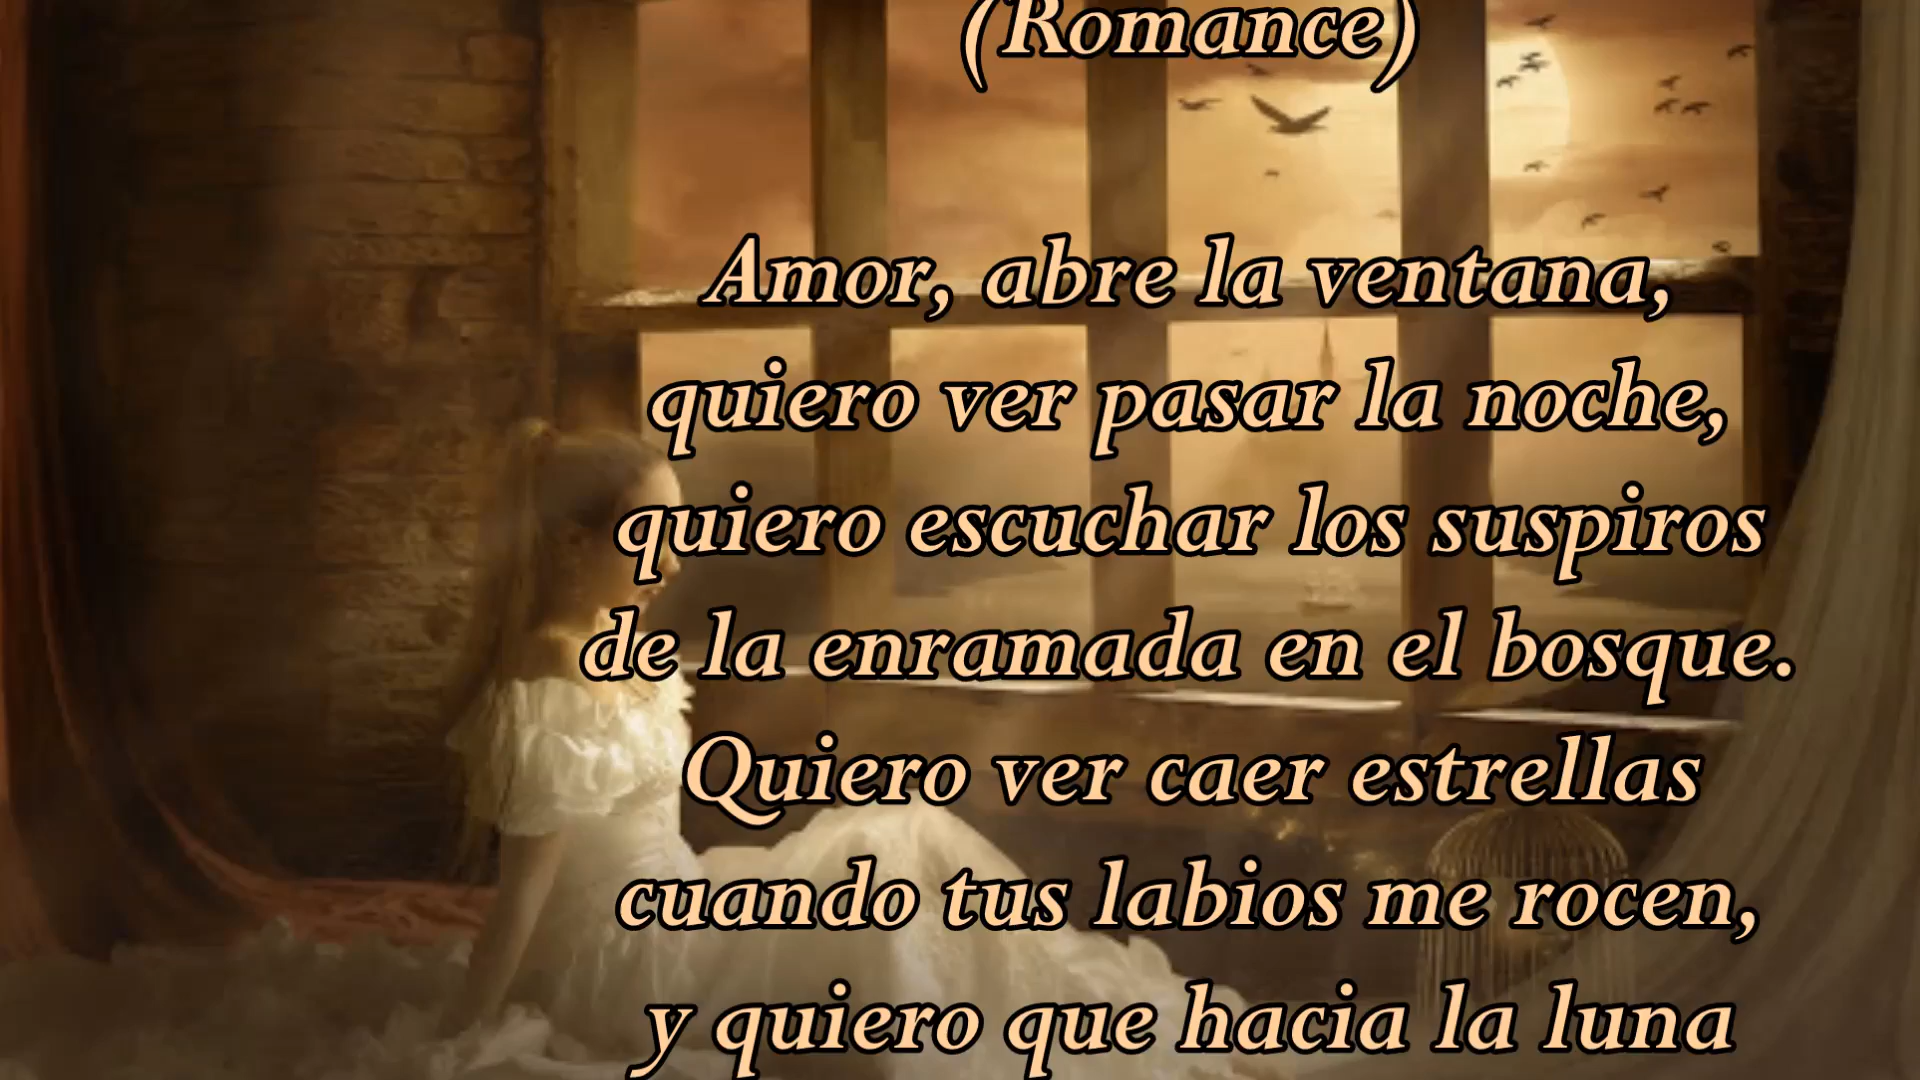 (Romance)
Amor, abre la ventana,
quiero ver pasar la noche,
quiero escuchar los suspiros
de la enramada en el bosque.
Quiero ver caer estrellas
cuando tus labios me rocen,
y quiero que hacia la luna